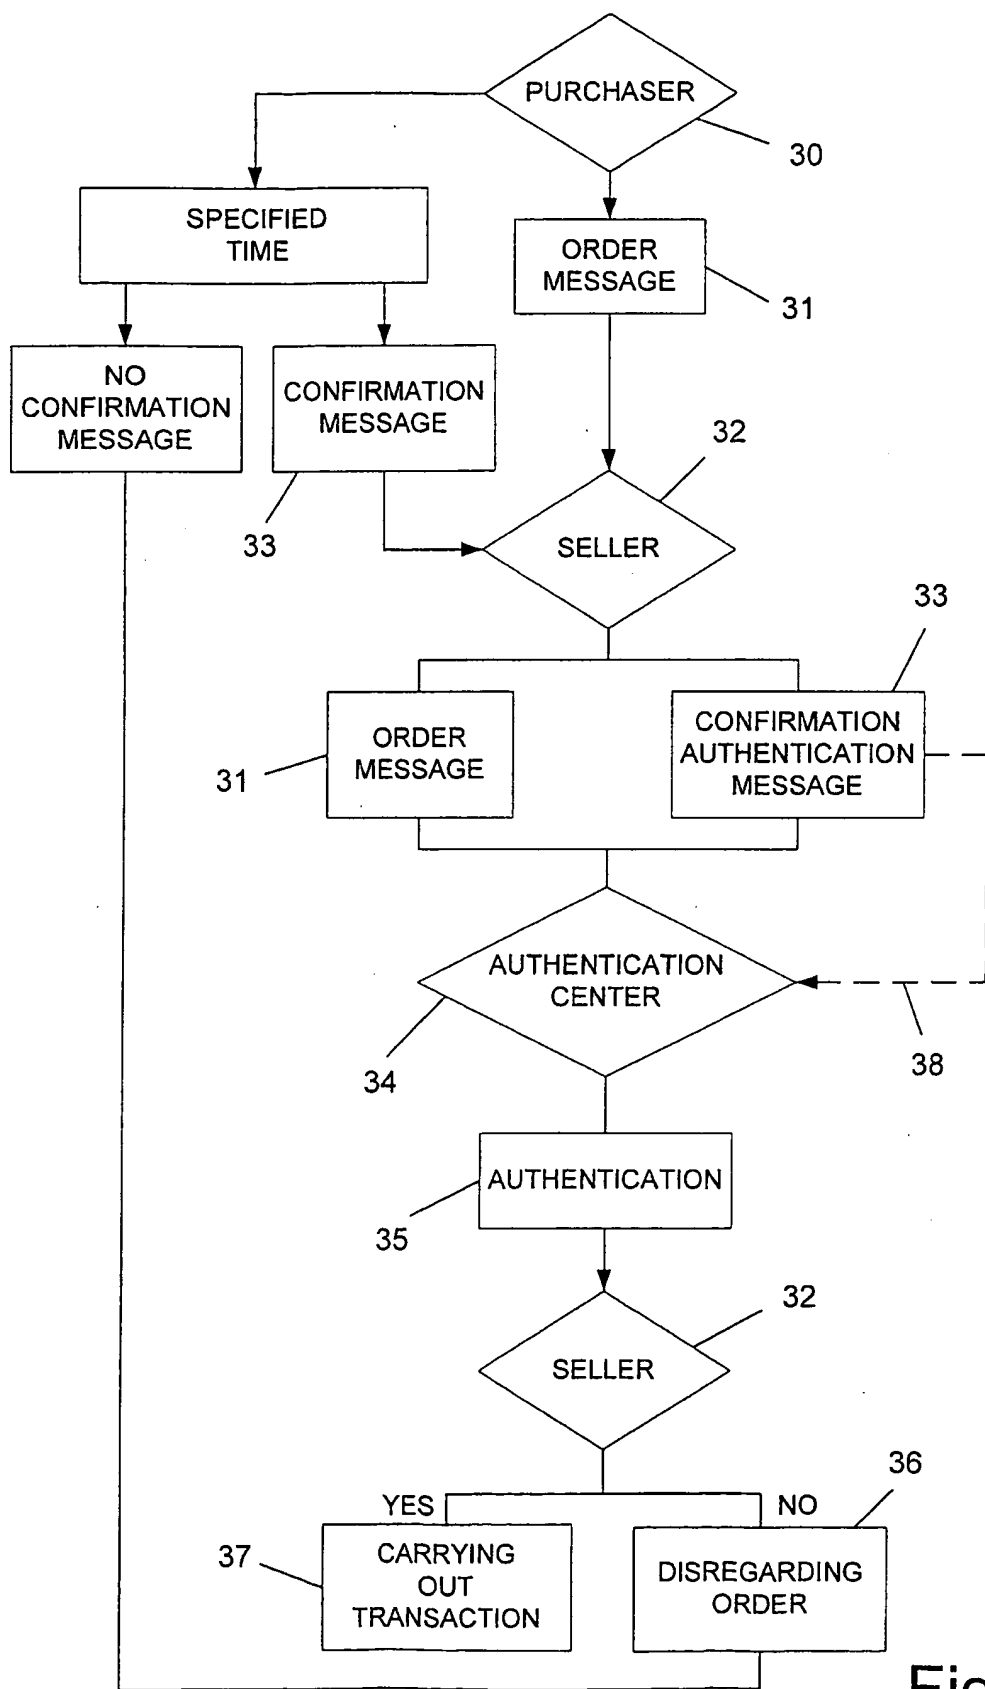 PURCHASER
30
SPECIFIED
TIME
ORDER
MESSAGE
31
NO
CONFIRMATION
MESSAGE
CONFIRMATION
MESSAGE
33
32
SELLER
33
ORDER
MESSAGE
31
CONFIRMATION
AUTHENTICATION
MESSAGE
AUTHENTICATION
CENTER
34
38
AUTHENTICATION
35
32
SELLER
36
YES
NO
37
CARRYING
OUT
TRANSACTION
DISREGARDING
ORDER